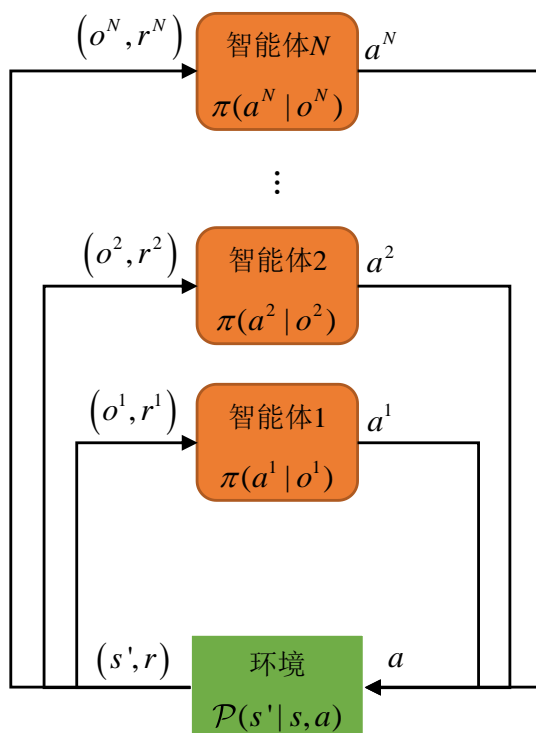 (o^N, r^N)
智能体N
a^N
π(a^N | o^N)
⋮
(o^2, r^2)
智能体2
a^2
π(a^2 | o^2)
(o^1, r^1)
智能体1
a^1
π(a^1 | o^1)
(s', r)
环境
a
𝒫(s' | s, a)